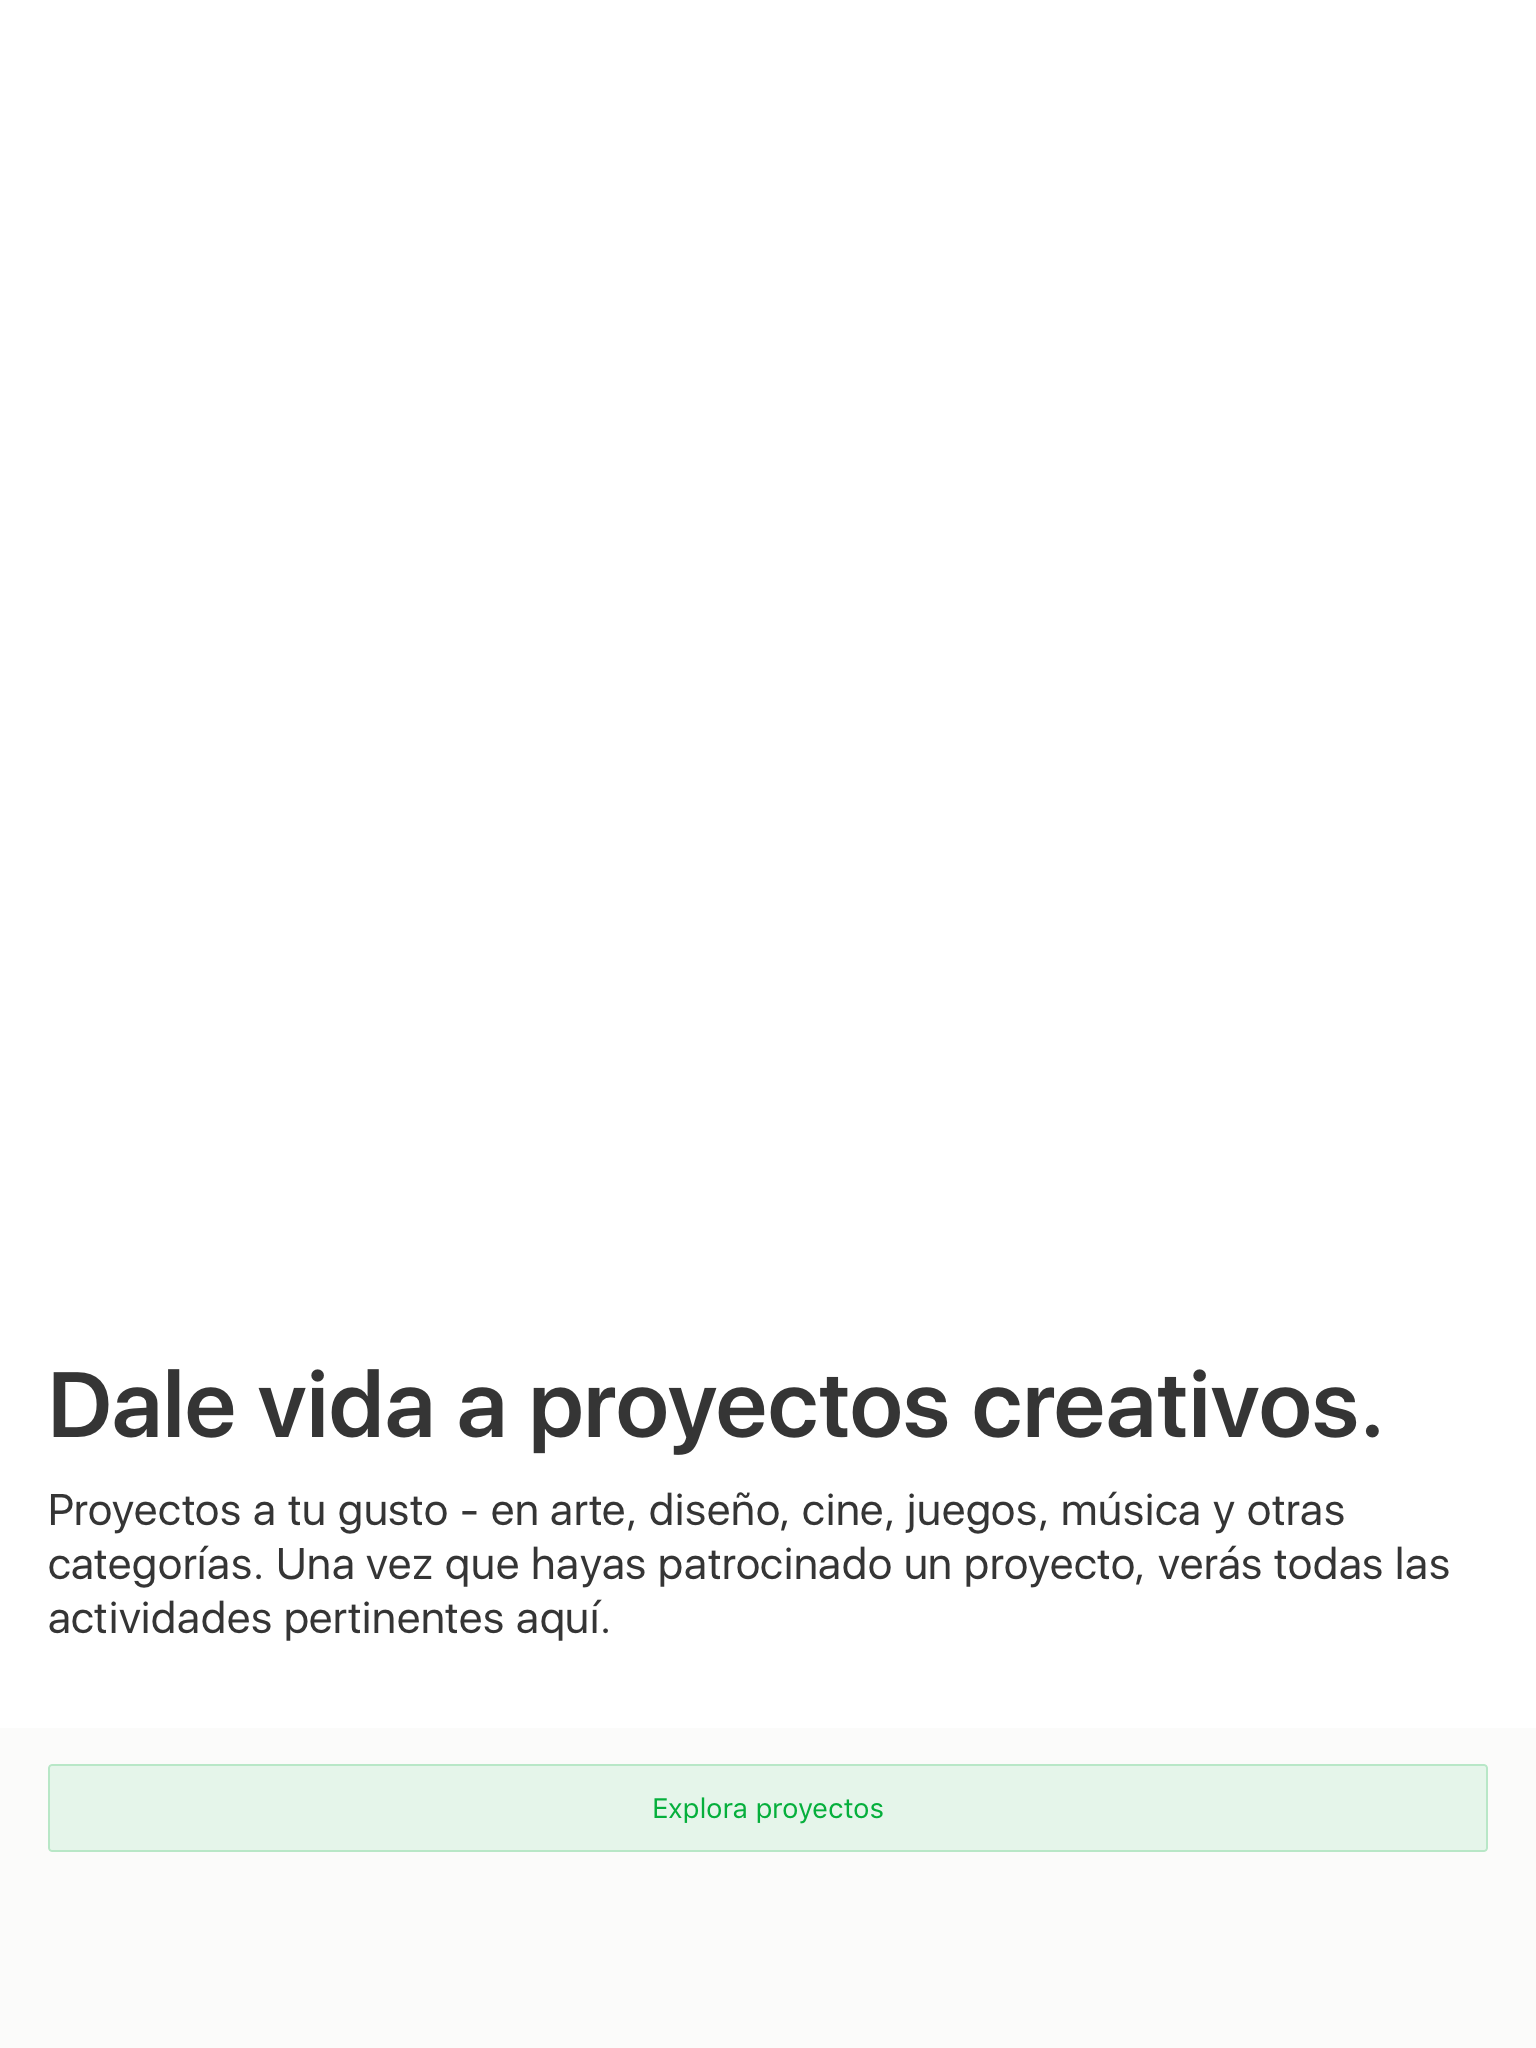 Dale vida a proyectos creativos.
Proyectos a tu gusto - en arte, diseño, cine, juegos, música y otras
categorías. Una vez que hayas patrocinado un proyecto, verás todas las
actividades pertinentes aquí.
Explora proyectos